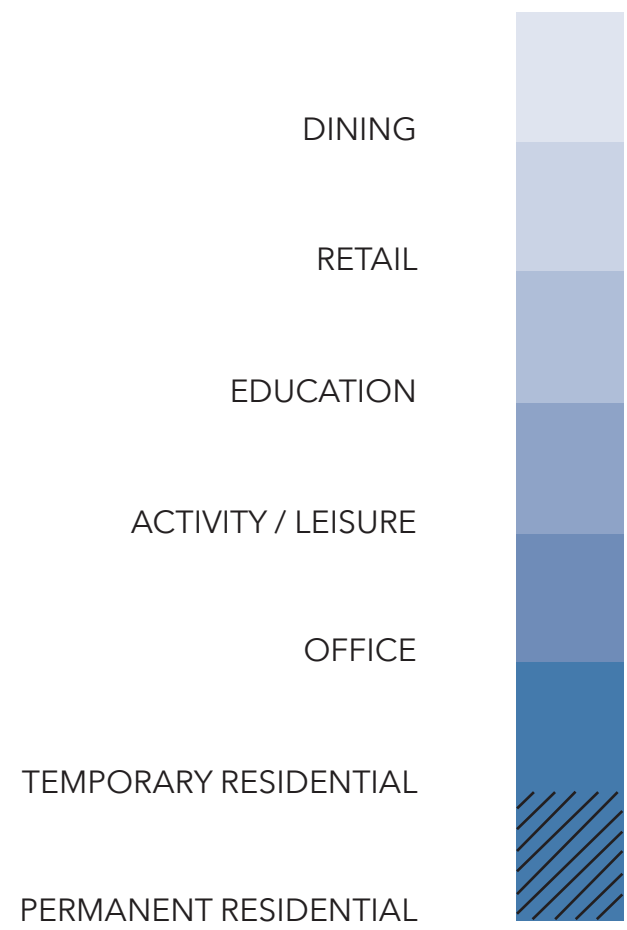 DINING
RETAIL
EDUCATION
ACTIVITY / LEISURE
OFFICE
TEMPORARY RESIDENTIAL
PERMANENT RESIDENTIAL